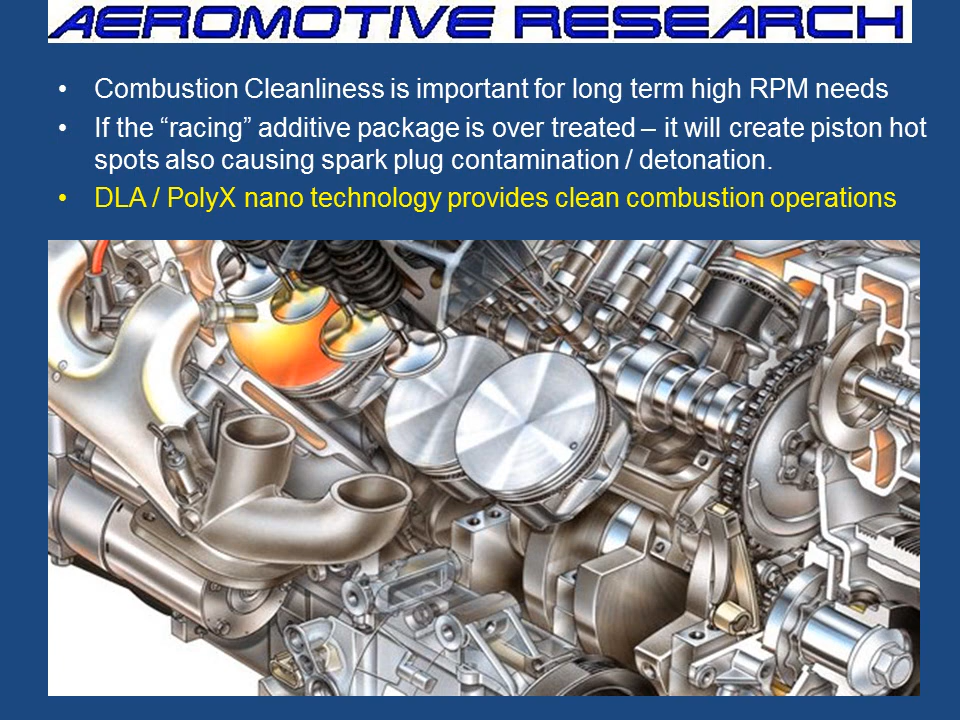 AEROMOTIVE RESEARCH
• Combustion Cleanliness is important for long term high RPM needs
• If the “racing” additive package is over treated – it will create piston hot
spots also causing spark plug contamination / detonation.
• DLA / PolyX nano technology provides clean combustion operations